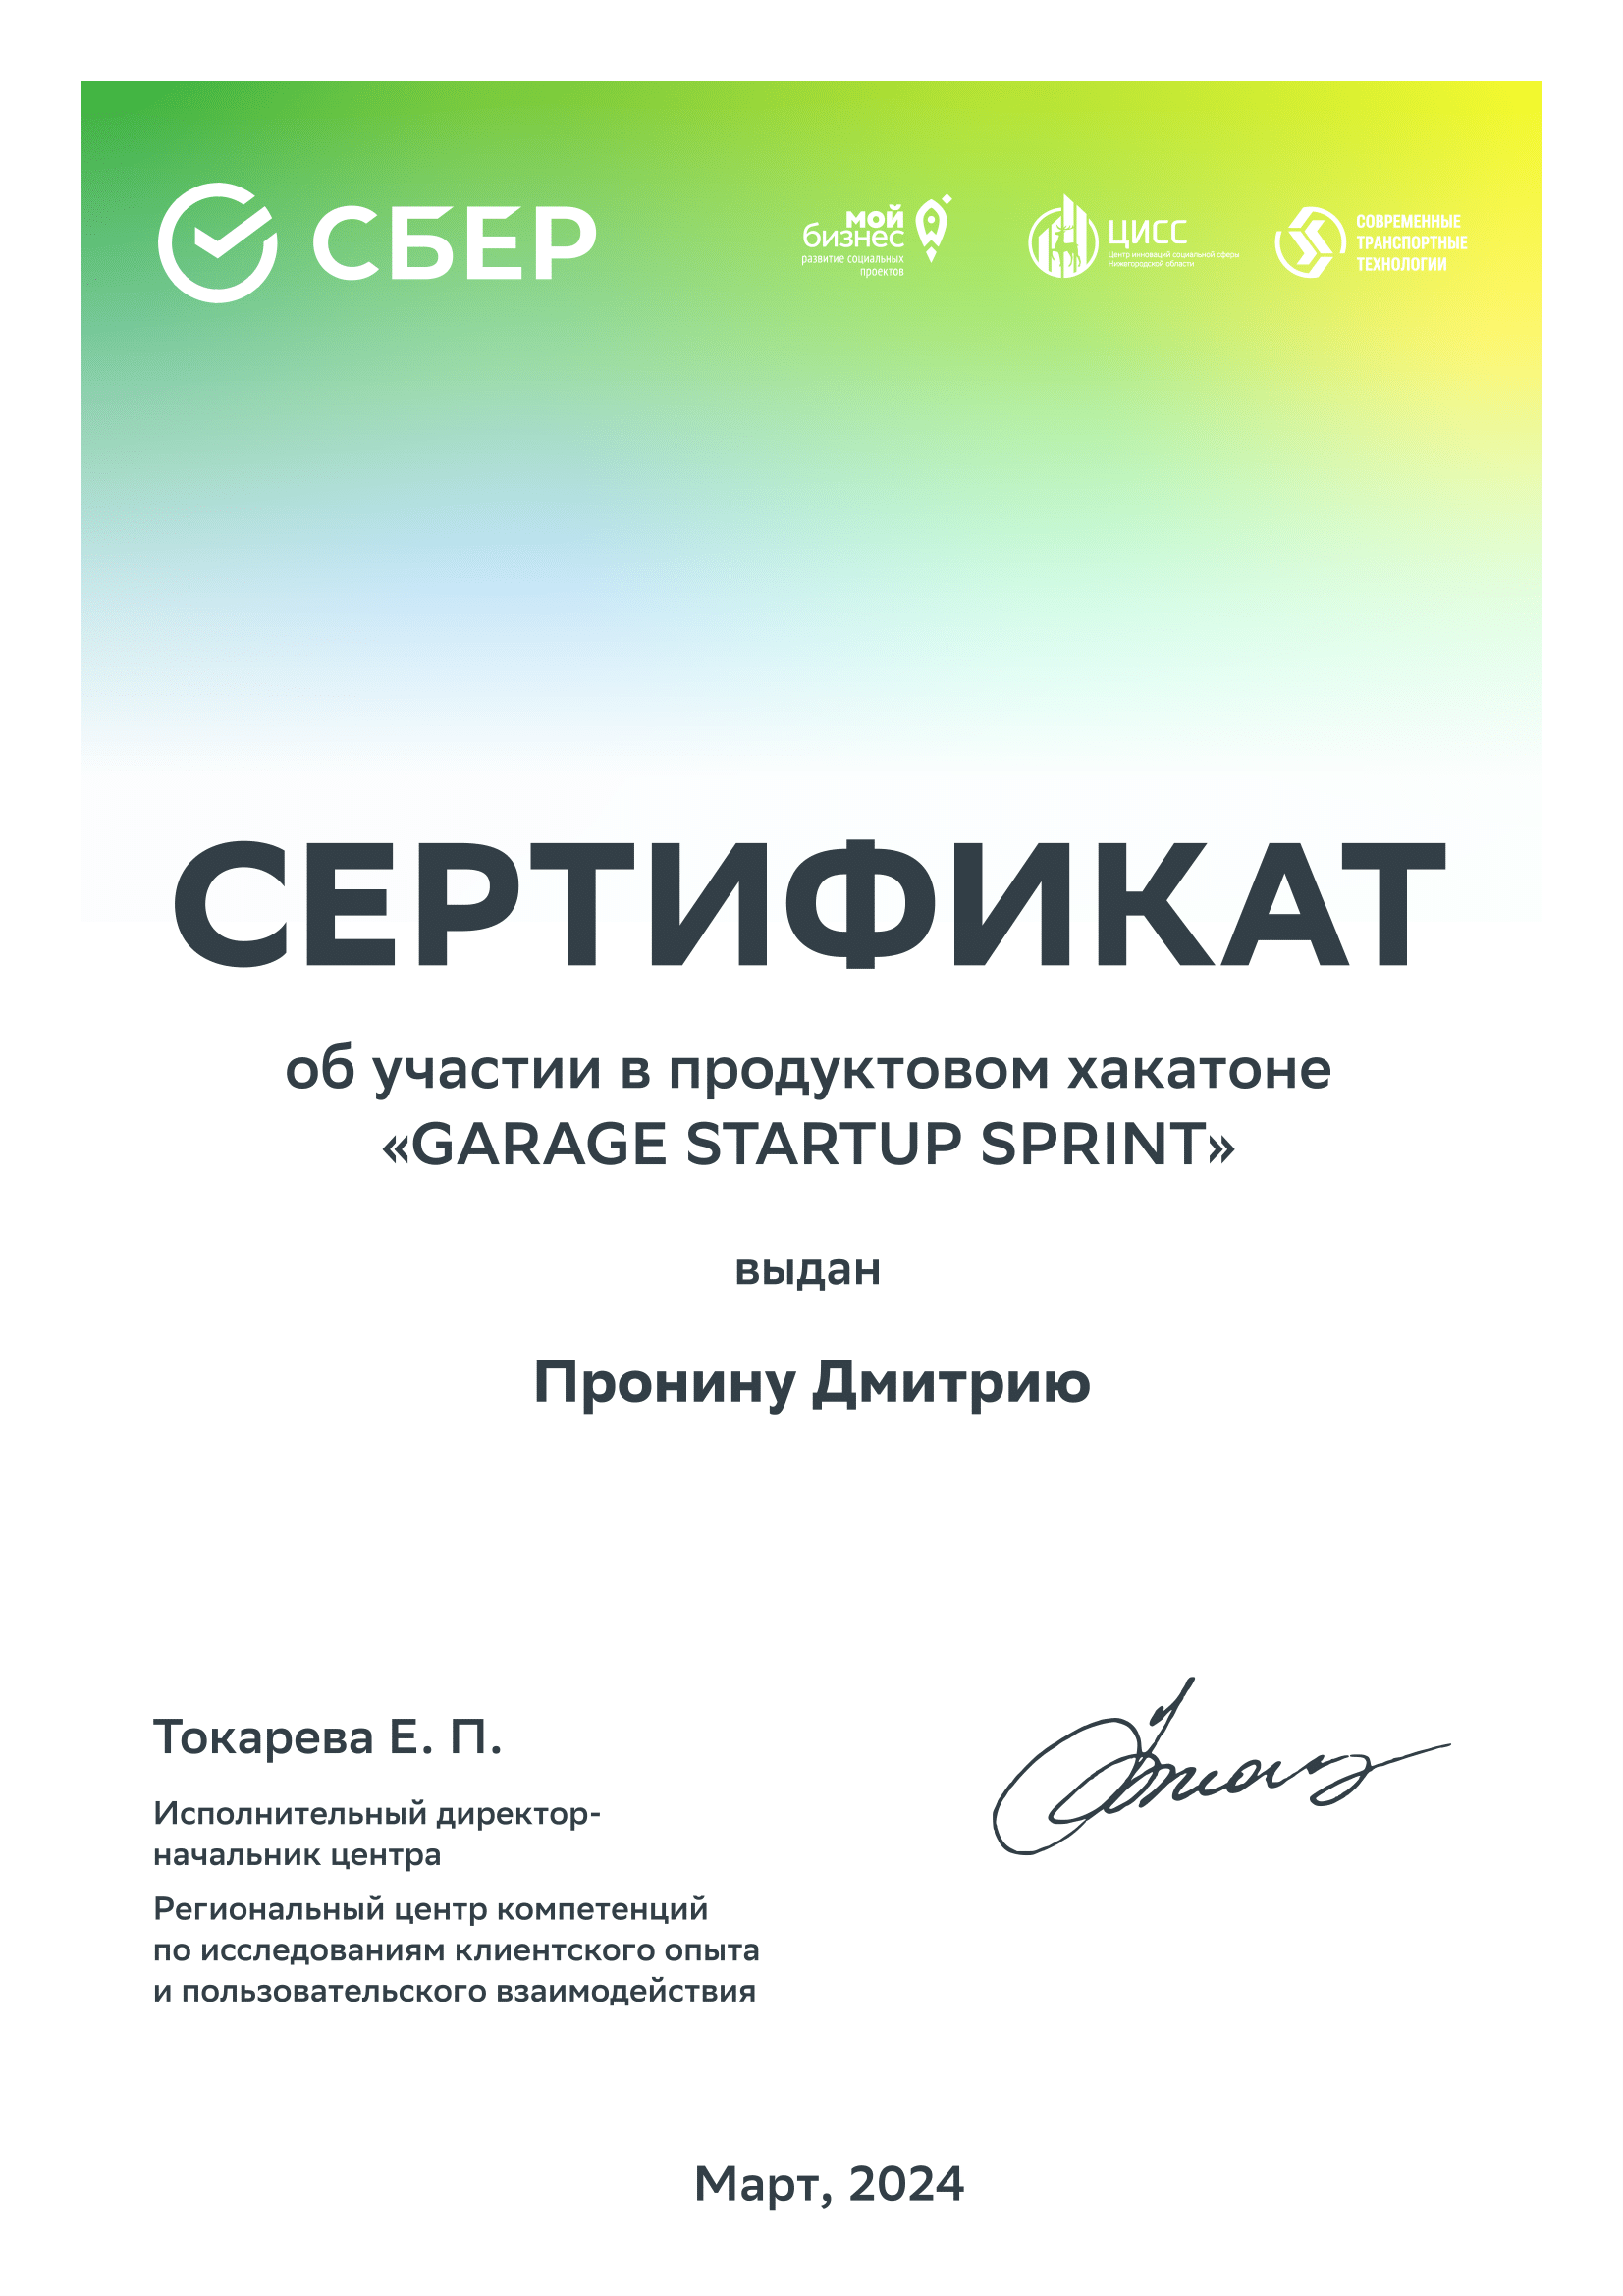 СБЕР
мой
бизнес
развитие социальных
проектов
ЦИСС
Центр инноваций социальной сферы
Нижегородской области
СОВРЕМЕННЫЕ
ТРАНСПОРТНЫЕ
ТЕХНОЛОГИИ
СЕРТИФИКАТ
об участии в продуктовом хакатоне
«GARAGE STARTUP SPRINT»
выдан
Пронину Дмитрию
Токарева Е. П.
Исполнительный директор-
начальник центра
Региональный центр компетенций
по исследованиям клиентского опыта
и пользовательского взаимодействия
Март, 2024